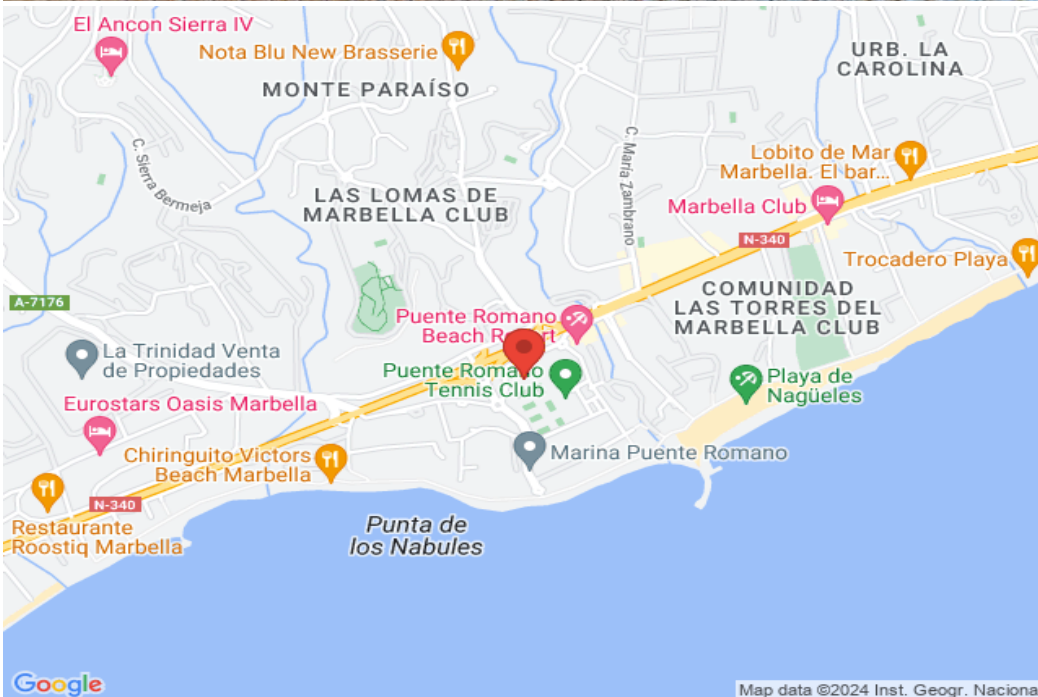 El Ancon Sierra IV
Nota Blu New Brasserie
URB. LA
CAROLINA
MONTE PARAÍSO
C. Sierra Bermeja
C. María Zambrano
Lobito de Mar
Marbella. El bar...
LAS LOMAS DE
MARBELLA CLUB
Marbella Club
N-340
Trocadero Playa
A-7176
COMUNIDAD
LAS TORRES DEL
MARBELLA CLUB
Puente Romano
Beach Resort
La Trinidad Venta
de Propiedades
Puente Romano
Tennis Club
Playa de
Nagüeles
Eurostars Oasis Marbella
Chiringuito Victors
Beach Marbella
Marina Puente Romano
N-340
Restaurante
Roostiq Marbella
Punta de
los Nabules
Google
Map data ©2024 Inst. Geogr. Naciona